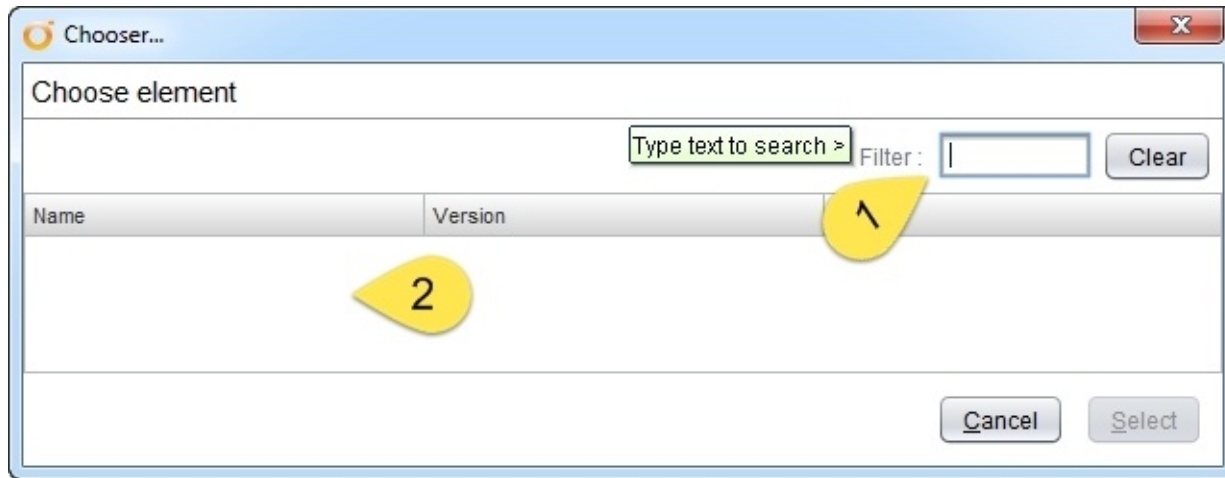 Chooser...
Choose element
Type text to search > Filter : Clear
1
Name Version
2
Cancel Select